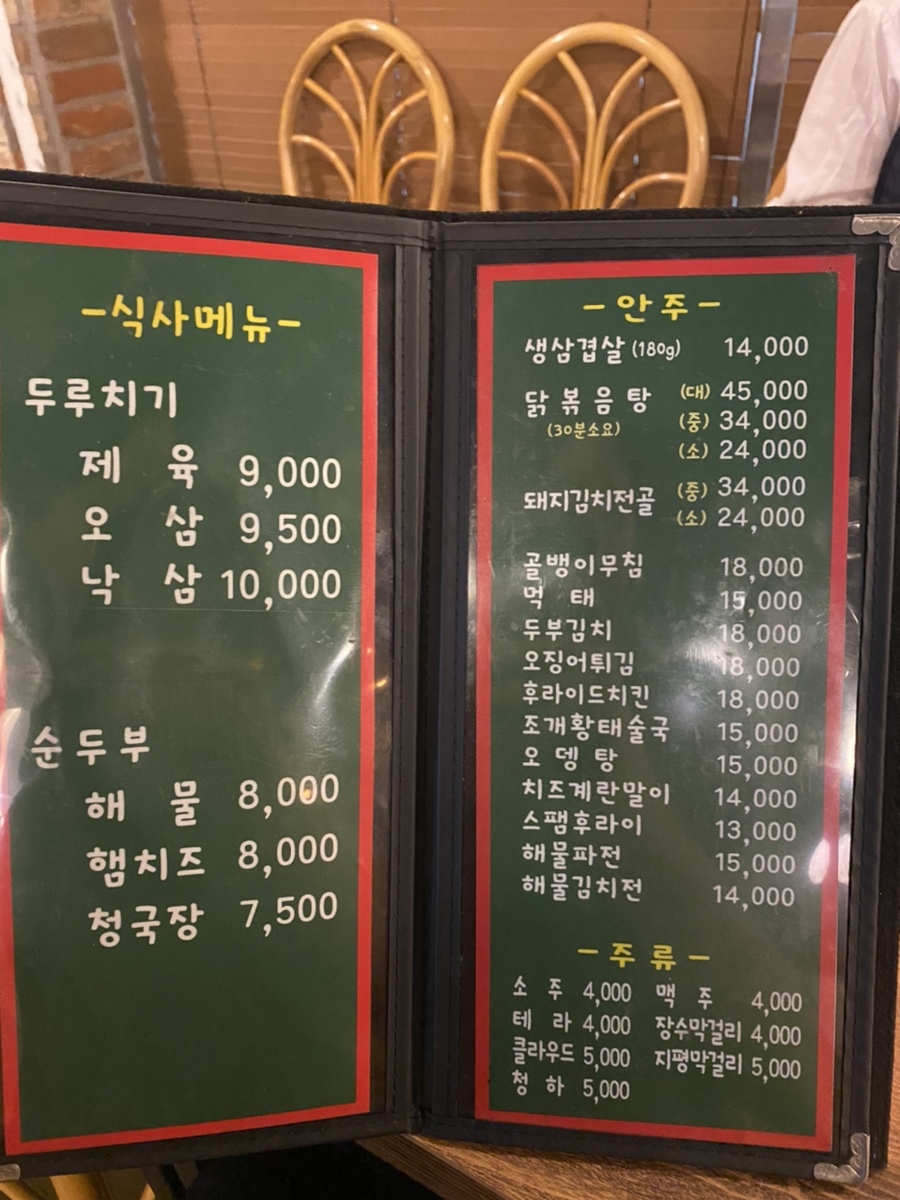 -식사메뉴-
두루치기
제 육 9,000
오 삼 9,500
낙 삼 10,000
순두부
해 물 8,000
햄치즈 8,000
청국장 7,500
-안주-
생삼겹살 (180g) 14,000
닭볶음탕 (대) 45,000
(30분소요) (중) 34,000
(소) 24,000
돼지김치전골 (중) 34,000
(소) 24,000
골뱅이무침 18,000
먹 태 15,000
두부김치 18,000
오징어튀김 18,000
후라이드치킨 18,000
조개황태술국 15,000
오 뎅 탕 15,000
치즈계란말이 14,000
스팸후라이 13,000
해물파전 15,000
해물김치전 14,000
-주류-
소 주 4,000 맥 주 4,000
테 라 4,000 장수막걸리 4,000
클라우드 5,000 지평막걸리 5,000
청 하 5,000